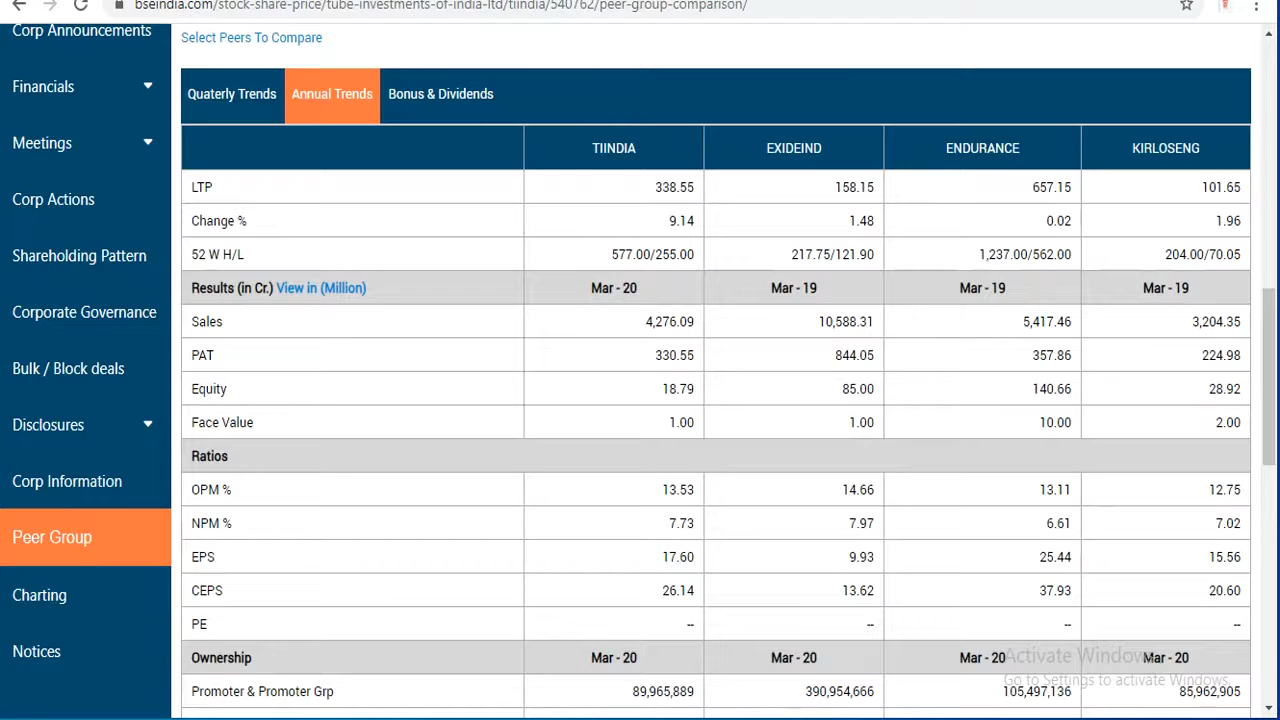 bseindia.com/stock-share-price/tube-investments-of-india-ltd/tiindia/540762/peer-group-comparison/
Corp Announcements
Financials
Meetings
Corp Actions
Shareholding Pattern
Corporate Governance
Bulk / Block deals
Disclosures
Corp Information
Peer Group
Charting
Notices
Select Peers To Compare
Quaterly Trends Annual Trends Bonus & Dividends
TIINDIA EXIDEIND ENDURANCE KIRLOSENG
LTP 338.55 158.15 657.15 101.65
Change % 9.14 1.48 0.02 1.96
52 W H/L 577.00/255.00 217.75/121.90 1,237.00/562.00 204.00/70.05
Results (in Cr.) View in (Million) Mar - 20 Mar - 19 Mar - 19 Mar - 19
Sales 4,276.09 10,588.31 5,417.46 3,204.35
PAT 330.55 844.05 357.86 224.98
Equity 18.79 85.00 140.66 28.92
Face Value 1.00 1.00 10.00 2.00
Ratios
OPM % 13.53 14.66 13.11 12.75
NPM % 7.73 7.97 6.61 7.02
EPS 17.60 9.93 25.44 15.56
CEPS 26.14 13.62 37.93 20.60
PE -- -- -- --
Ownership Mar - 20 Mar - 20 Mar - 20 Mar - 20
Promoter & Promoter Grp 89,965,889 390,954,666 105,497,136 85,962,905
Activate Windows
Go to Settings to activate Windows.